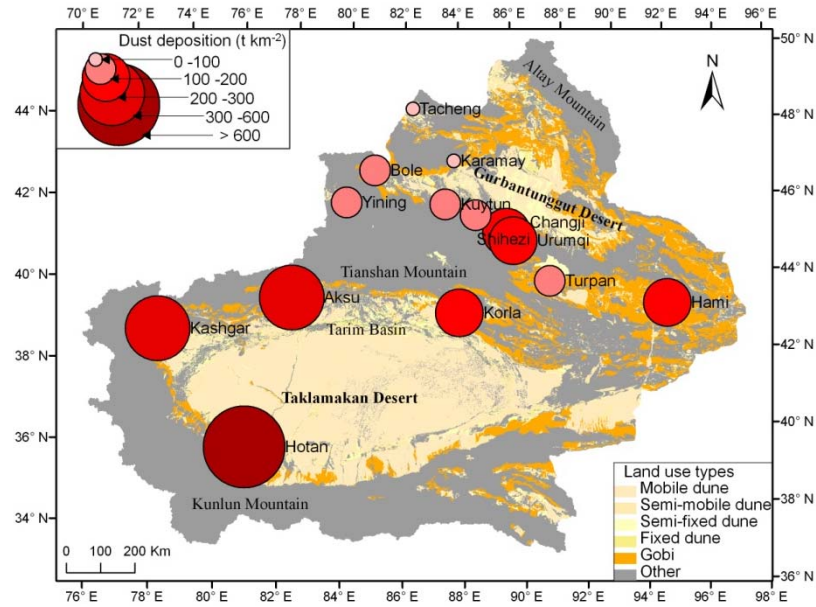 70° E 72° E 74° E 76° E 78° E 80° E 82° E 84° E 86° E 88° E 90° E 92° E 94° E 96° E
Dust deposition (t km-2)
0 -100
100 -200
200 -300
300 -600
> 600
N
50° N
48° N
46° N
44° N
42° N
40° N
38° N
36° N
44° N
42° N
40° N
38° N
36° N
34° N
Altay Mountain
Tacheng
Karamay
Bole
Gurbantunggut Desert
Yining
Kuytun
Changji
Shihezi
Urumqi
Tianshan Mountain
Turpan
Aksu
Korla
Hami
Kashgar
Tarim Basin
Taklamakan Desert
Hotan
Kunlun Mountain
Land use types
Mobile dune
Semi-mobile dune
Semi-fixed dune
Fixed dune
Gobi
Other
0 100 200 Km
76° E 78° E 80° E 82° E 84° E 86° E 88° E 90° E 92° E 94° E 96° E 98° E